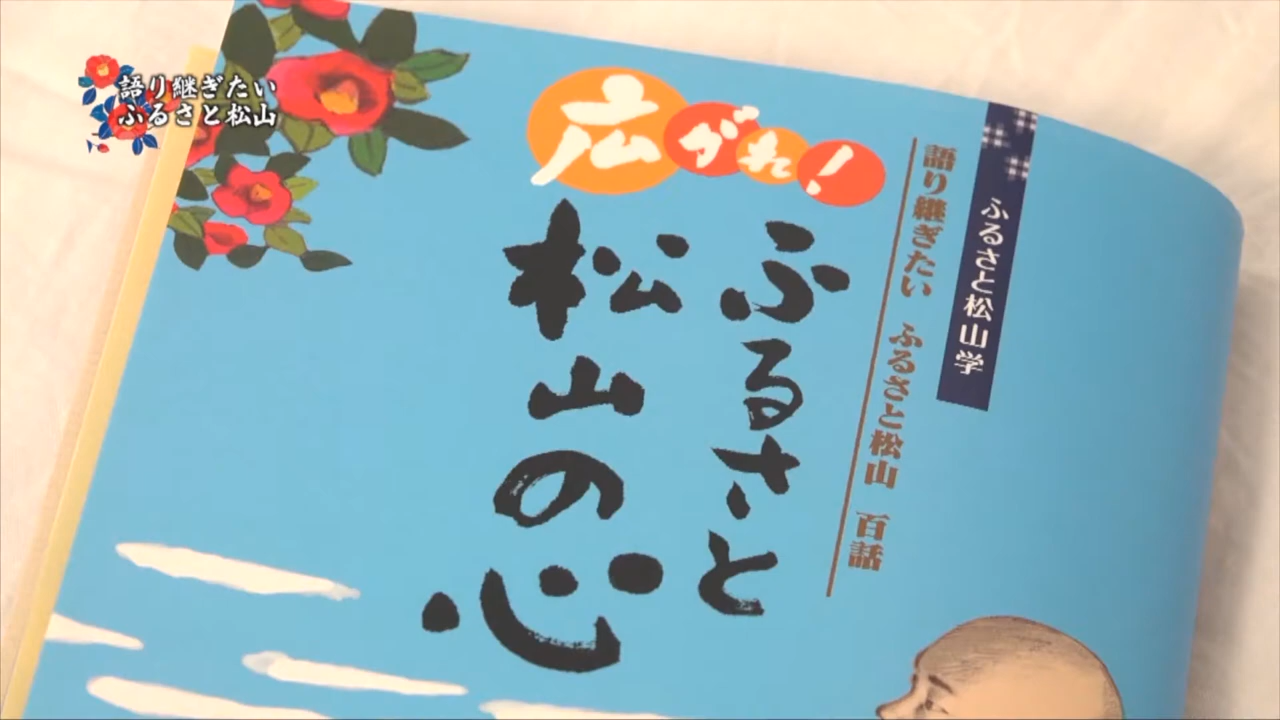 語り継ぎたい
ふるさと松山
ふるさと松山学
語り継ぎたい ふるさと松山 百話
広がれ!
ふるさと
松山の心